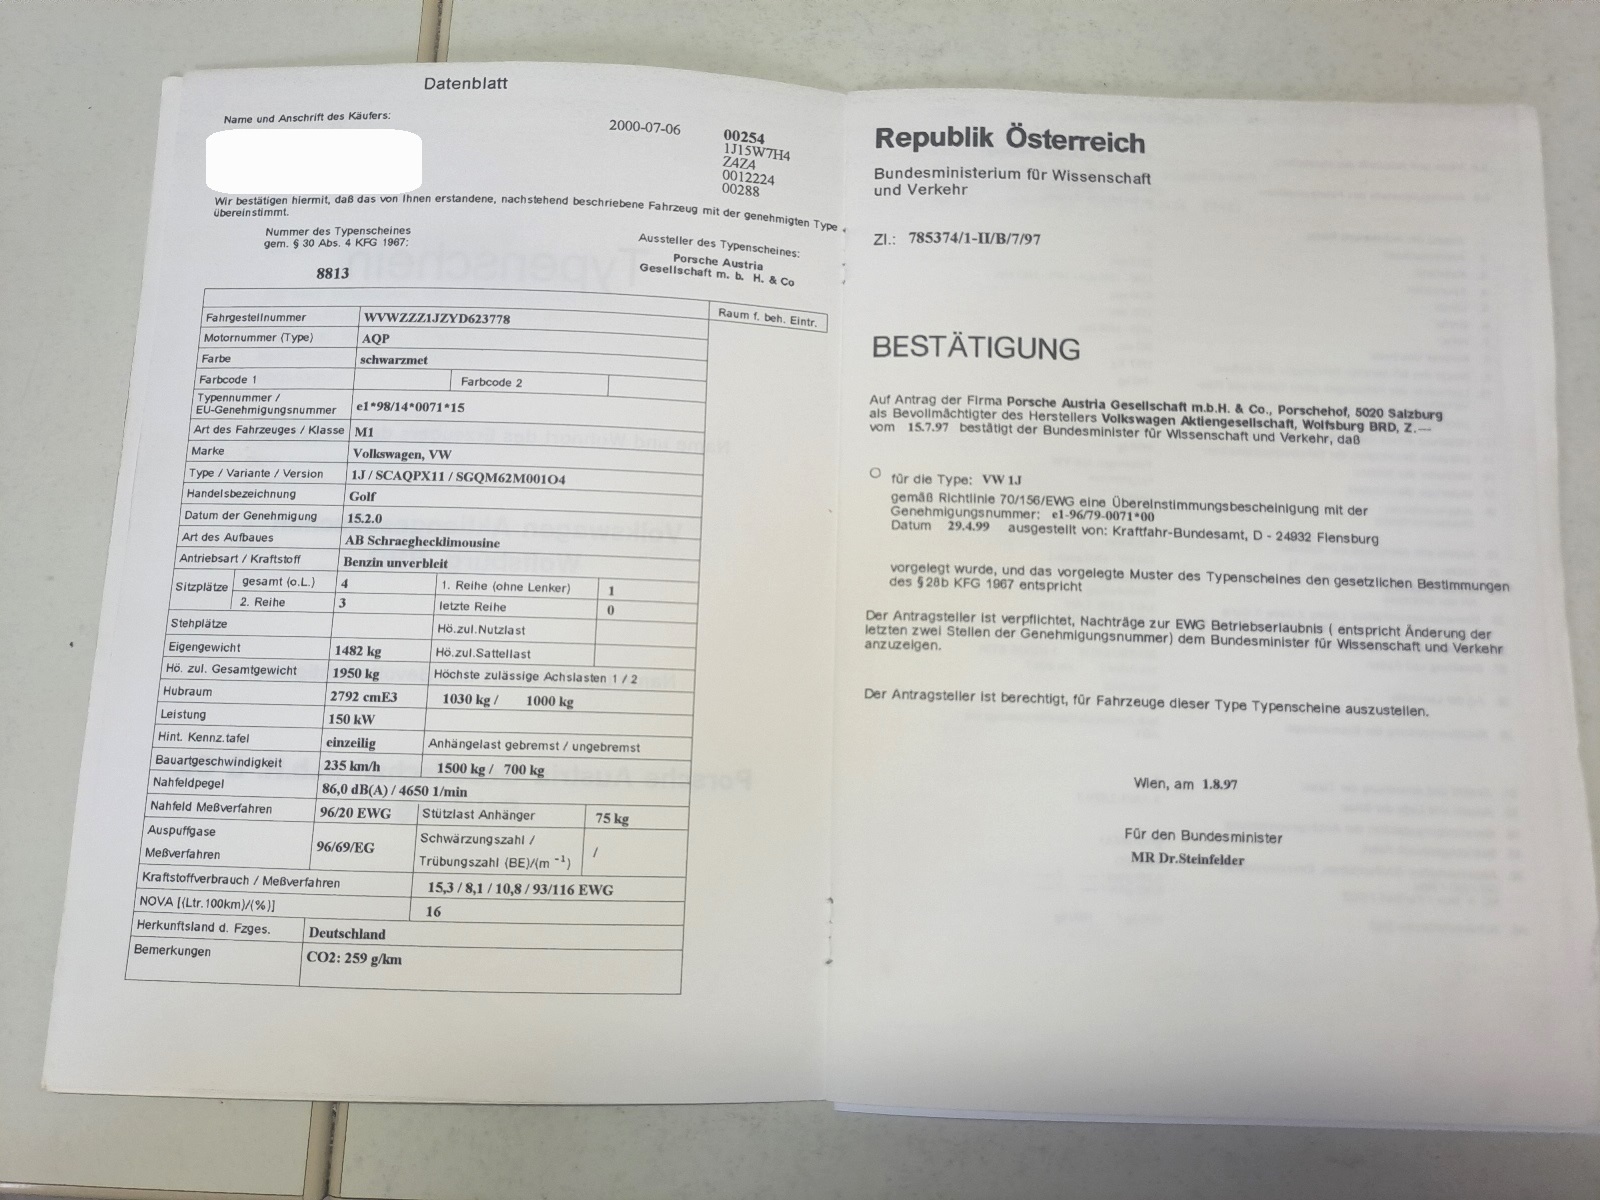 Datenblatt
Name und Anschrift des Käufers:
2000-07-06
00254
1J15W7H4
Z4Z4
0012224
00288
Wir bestätigen hiermit, daß das von Ihnen erstandene, nachstehend beschriebene Fahrzeug mit der genehmigten Type
übereinstimmt.
Nummer des Typenscheines
gem. § 30 Abs. 4 KFG 1967:
8813
Aussteller des Typenscheines:
Porsche Austria
Gesellschaft m. b. H. & Co
Raum f. beh. Eintr.
Fahrgestellnummer WVWZZZ1JZYD623778
Motornummer (Type) AQP
Farbe schwarzmet
Farbcode 1 Farbcode 2
Typennummer /
EU-Genehmigungsnummer e1*98/14*0071*15
Art des Fahrzeuges / Klasse M1
Marke Volkswagen, VW
Type / Variante / Version 1J / SCAQPX11 / SGQM62M001O4
Handelsbezeichnung Golf
Datum der Genehmigung 15.2.0
Art des Aufbaues AB Schraeghecklimousine
Antriebsart / Kraftstoff Benzin unverbleit
Sitzplätze gesamt (o.L.) 4 1. Reihe (ohne Lenker) 1
2. Reihe 3 letzte Reihe 0
Stehplätze Hö.zul.Nutzlast
Eigengewicht 1482 kg Hö.zul.Sattellast
Hö. zul. Gesamtgewicht 1950 kg Höchste zulässige Achslasten 1 / 2
Hubraum 2792 cmE3 1030 kg / 1000 kg
Leistung 150 kW
Hint. Kennz.tafel einzeilig Anhängelast gebremst / ungebremst
Bauartgeschwindigkeit 235 km/h 1500 kg / 700 kg
Nahfeldpegel 86,0 dB(A) / 4650 1/min
Nahfeld Meßverfahren 96/20 EWG Stützlast Anhänger 75 kg
Auspuffgase
Meßverfahren 96/69/EG Schwärzungszahl /
Trübungszahl (BE)/(m -1) /
Kraftstoffverbrauch / Meßverfahren 15,3 / 8,1 / 10,8 / 93/116 EWG
NOVA [(Ltr.100km)/(%)] 16
Herkunftsland d. Fzges. Deutschland
Bemerkungen CO2: 259 g/km
Republik Österreich
Bundesministerium für Wissenschaft
und Verkehr
Zl.: 785374/1-II/B/7/97
BESTÄTIGUNG
Auf Antrag der Firma Porsche Austria Gesellschaft m.b.H. & Co., Porschehof, 5020 Salzburg
als Bevollmächtigter des Herstellers Volkswagen Aktiengesellschaft, Wolfsburg BRD, Z.---
vom 15.7.97 bestätigt der Bundesminister für Wissenschaft und Verkehr, daß
für die Type: VW 1J
gemäß Richtlinie 70/156/EWG eine Übereinstimmungsbescheinigung mit der
Genehmigungsnummer: e1-96/79-0071*00
Datum 29.4.99 ausgestellt von: Kraftfahr-Bundesamt, D - 24932 Flensburg
vorgelegt wurde, und das vorgelegte Muster des Typenscheines den gesetzlichen Bestimmungen
des § 28b KFG 1967 entspricht
Der Antragsteller ist verpflichtet, Nachträge zur EWG Betriebserlaubnis ( entspricht Änderung der
letzten zwei Stellen der Genehmigungsnummer) dem Bundesminister für Wissenschaft und Verkehr
anzuzeigen.
Der Antragsteller ist berechtigt, für Fahrzeuge dieser Type Typenscheine auszustellen.
Wien, am 1.8.97
Für den Bundesminister
MR Dr.Steinfelder